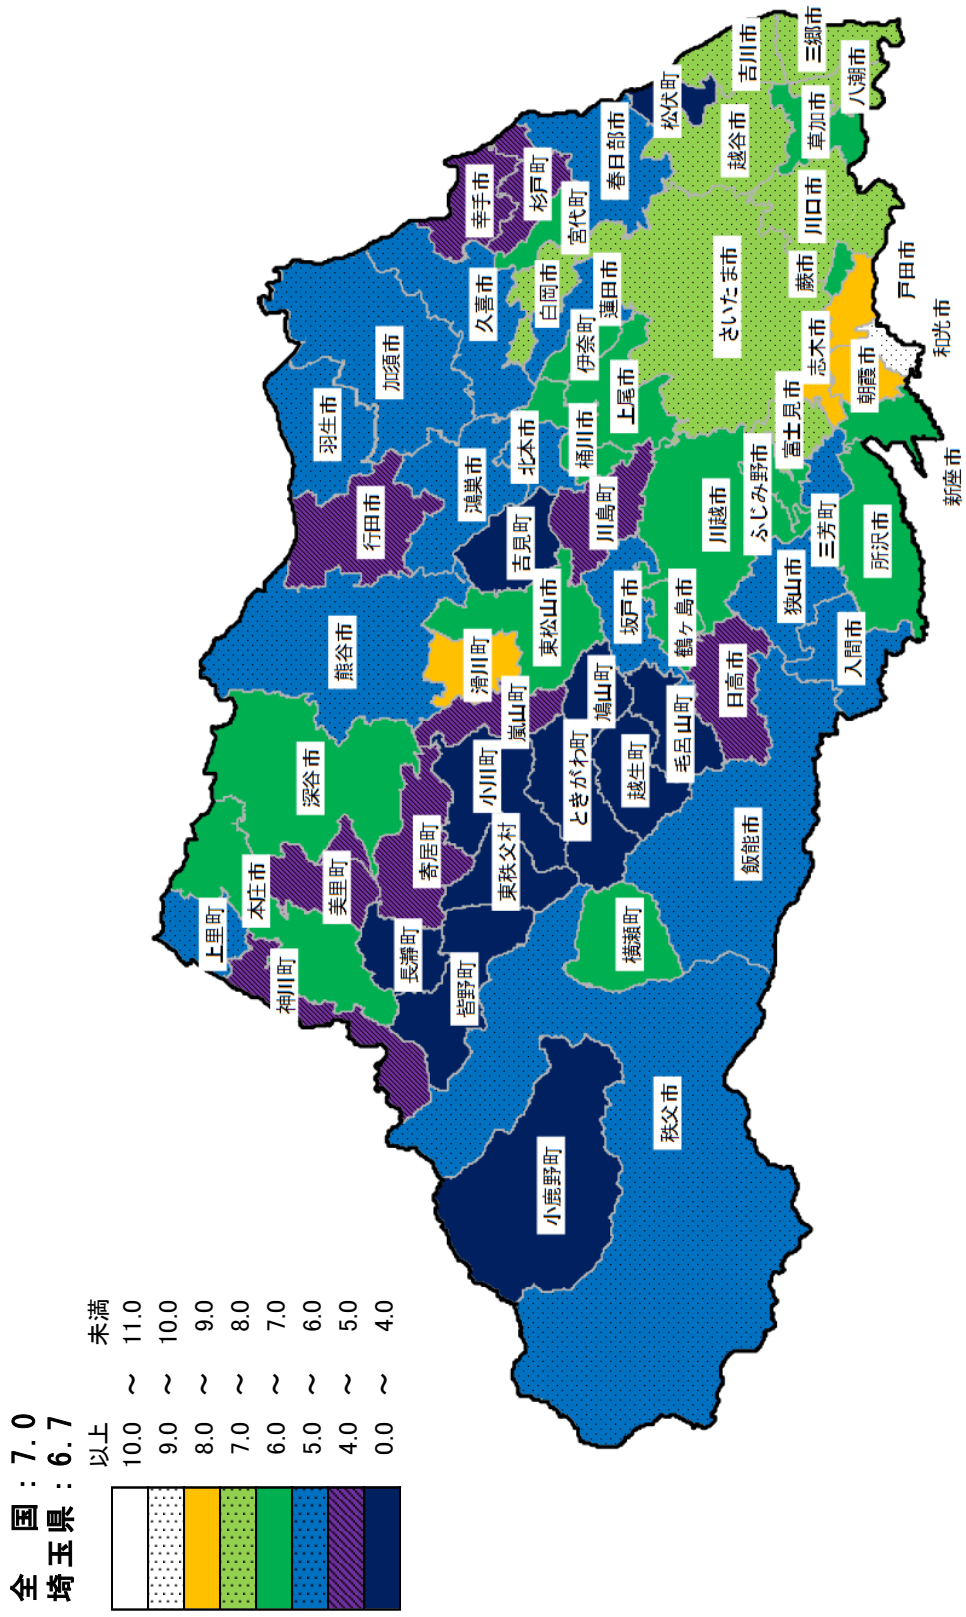 全　国：7.0
埼玉県：6.7
以上 未満
10.0 ～ 11.0
9.0 ～ 10.0
8.0 ～ 9.0
7.0 ～ 8.0
6.0 ～ 7.0
5.0 ～ 6.0
4.0 ～ 5.0
0.0 ～ 4.0
上里町
本庄市
神川町
美里町
深谷市
熊谷市
羽生市
加須市
行田市
長瀞町
寄居町
皆野町
東秩父村
小川町
嵐山町
滑川町
吉見町
鴻巣市
久喜市
幸手市
杉戸町
北本市
白岡市
宮代町
小鹿野町
東松山市
ときがわ町
鳩山町
川島町
桶川市
伊奈町
蓮田市
春日部市
松伏町
横瀬町
越生町
坂戸市
上尾市
秩父市
毛呂山町
鶴ヶ島市
川越市
さいたま市
越谷市
吉川市
飯能市
日高市
狭山市
ふじみ野市
富士見市
志木市
蕨市
川口市
草加市
三郷市
八潮市
入間市
三芳町
所沢市
朝霞市
戸田市
新座市
和光市